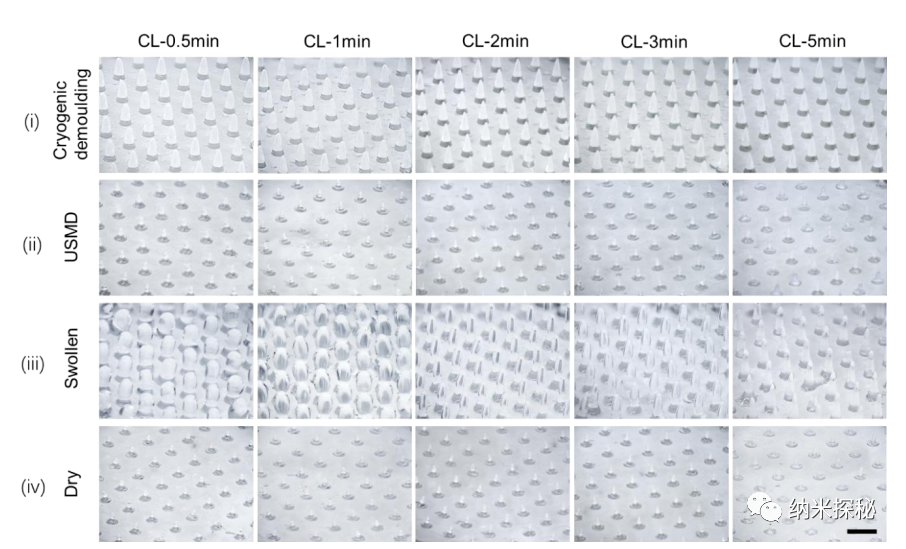 CL-0.5min CL-1min CL-2min CL-3min CL-5min
(i) Cryogenic
demoulding
(ii) USMD
(iii) Swollen
(iv) Dry
纳米探秘